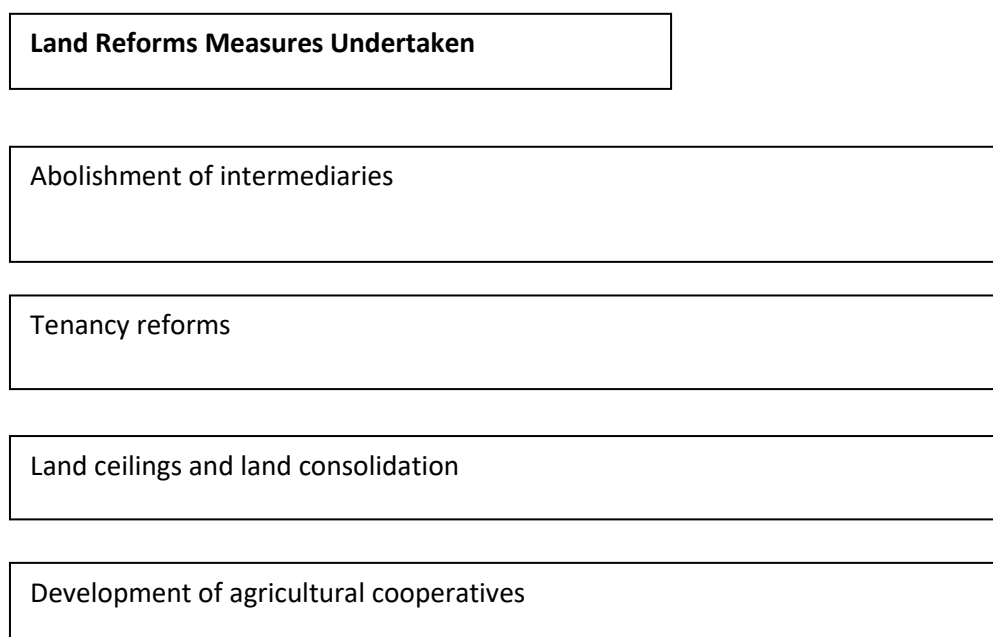 Land Reforms Measures Undertaken
Abolishment of intermediaries
Tenancy reforms
Land ceilings and land consolidation
Development of agricultural cooperatives